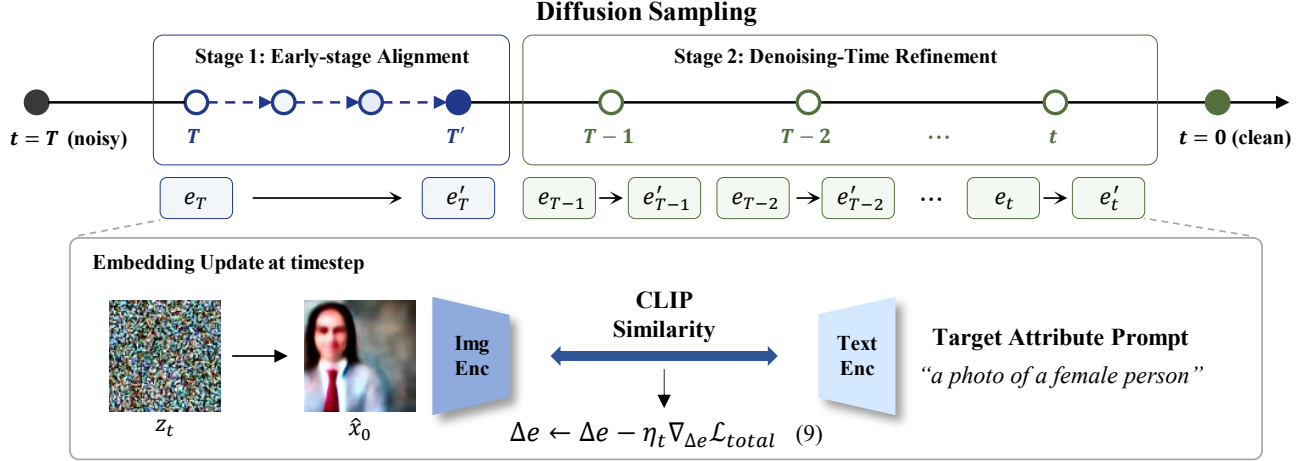 Diffusion Sampling
Stage 1: Early-stage Alignment
Stage 2: Denoising-Time Refinement
t = T (noisy)
T
T′
T − 1
T − 2
⋯
t
t = 0 (clean)
e_T
e′_T
e_{T−1}
e′_{T−1}
e_{T−2}
e′_{T−2}
⋯
e_t
e′_t
Embedding Update at timestep
z_t
x̂_0
Img
Enc
CLIP
Similarity
Text
Enc
Target Attribute Prompt
“a photo of a female person”
Δe ← Δe − η_t ∇_{Δe} ℒ_{total} (9)